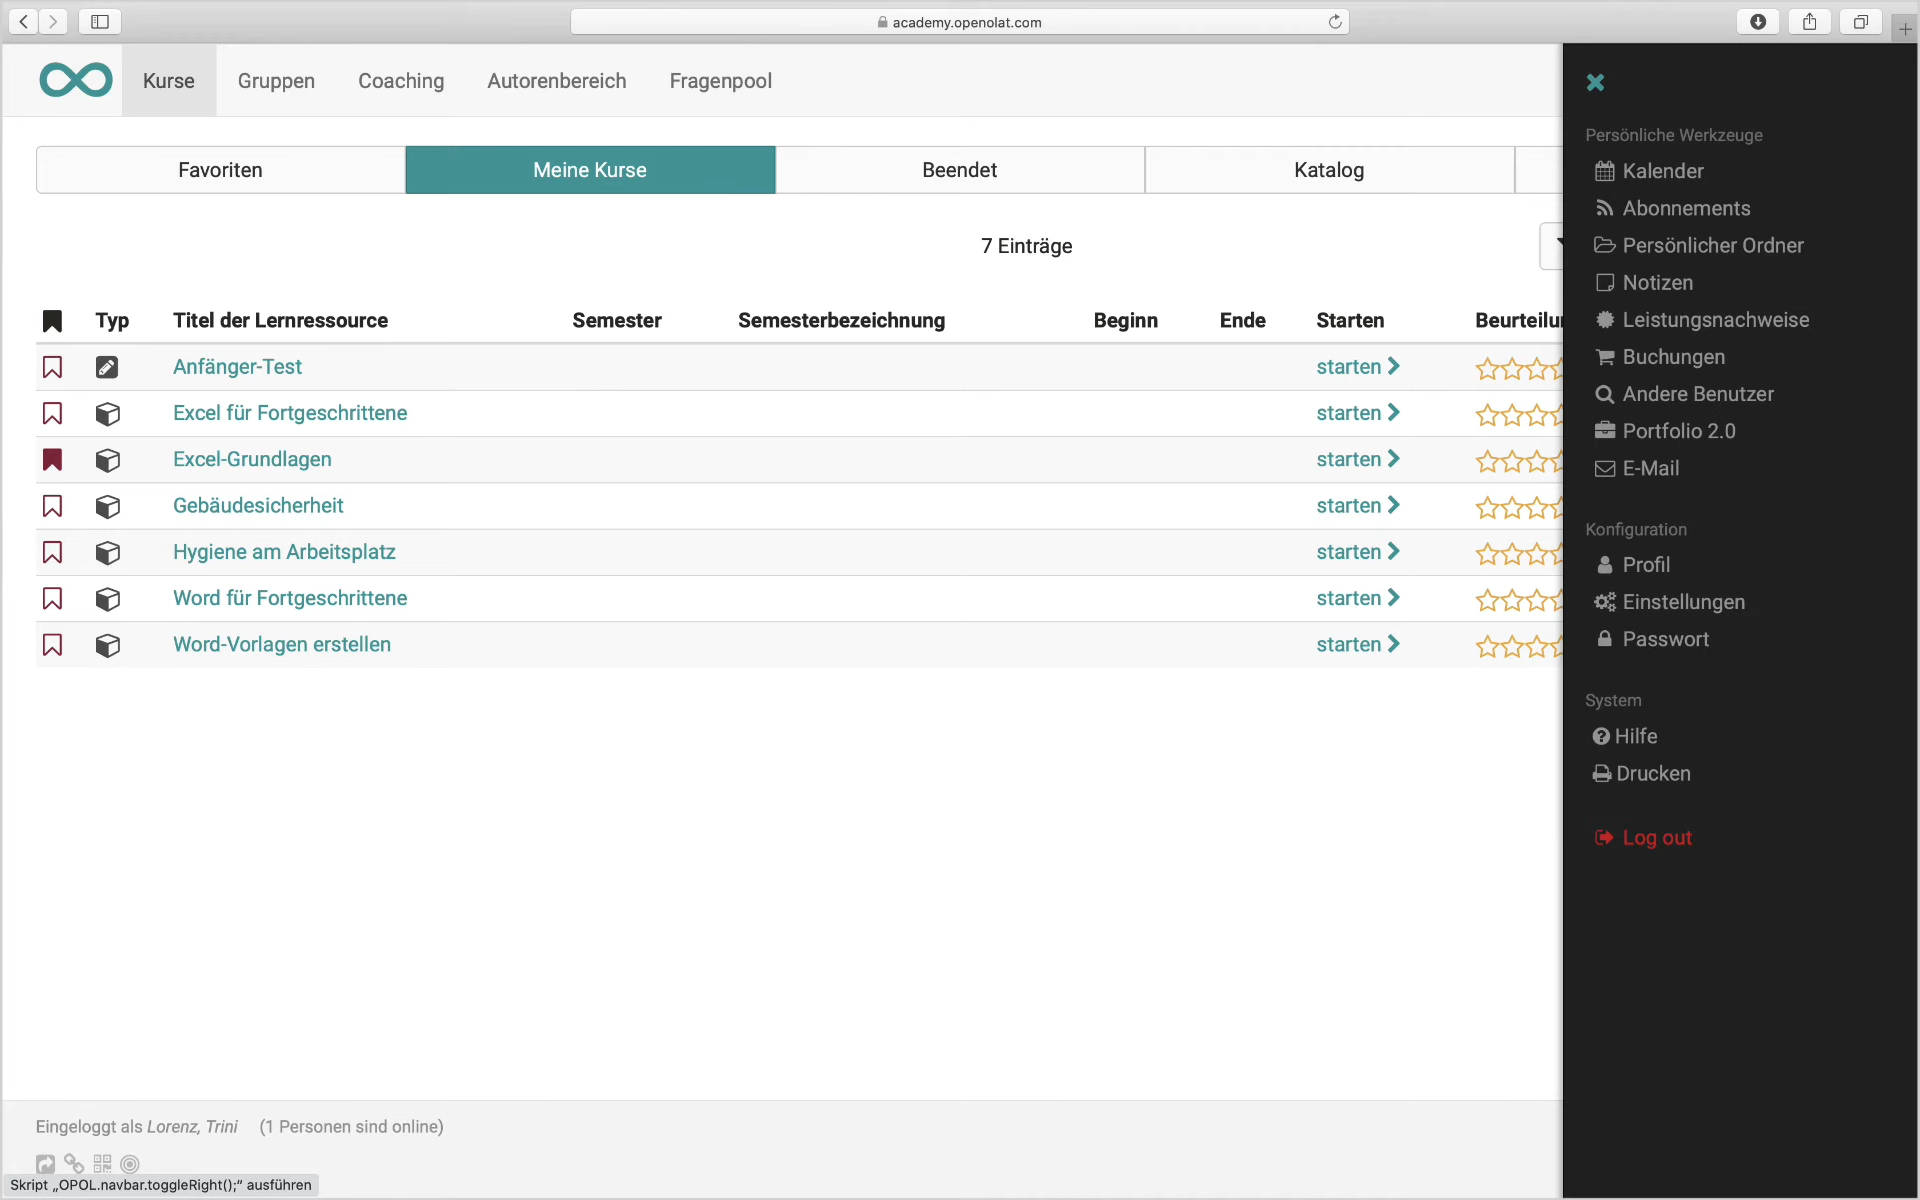 academy.openolat.com
Kurse Gruppen Coaching Autorenbereich Fragenpool
Favoriten Meine Kurse Beendet Katalog
7 Einträge
Typ Titel der Lernressource Semester Semesterbezeichnung Beginn Ende Starten Beurteilun
Anfänger-Test starten
Excel für Fortgeschrittene starten
Excel-Grundlagen starten
Gebäudesicherheit starten
Hygiene am Arbeitsplatz starten
Word für Fortgeschrittene starten
Word-Vorlagen erstellen starten
Persönliche Werkzeuge
Kalender
Abonnements
Persönlicher Ordner
Notizen
Leistungsnachweise
Buchungen
Andere Benutzer
Portfolio 2.0
E-Mail
Konfiguration
Profil
Einstellungen
Passwort
System
Hilfe
Drucken
Log out
Eingeloggt als Lorenz, Trini (1 Personen sind online)
Skript „OPOL.navbar.toggleRight();“ ausführen